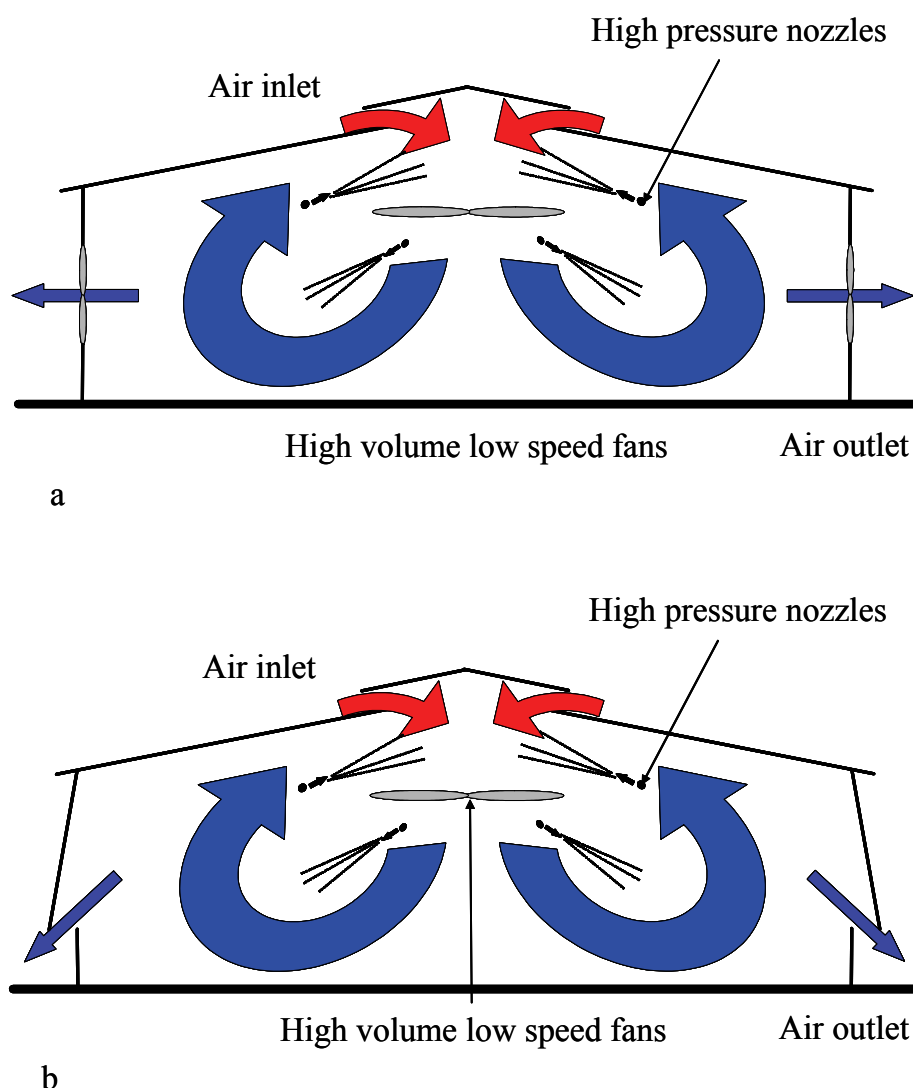 High pressure nozzles
Air inlet
High volume low speed fans
Air outlet
a
High pressure nozzles
Air inlet
High volume low speed fans
Air outlet
b